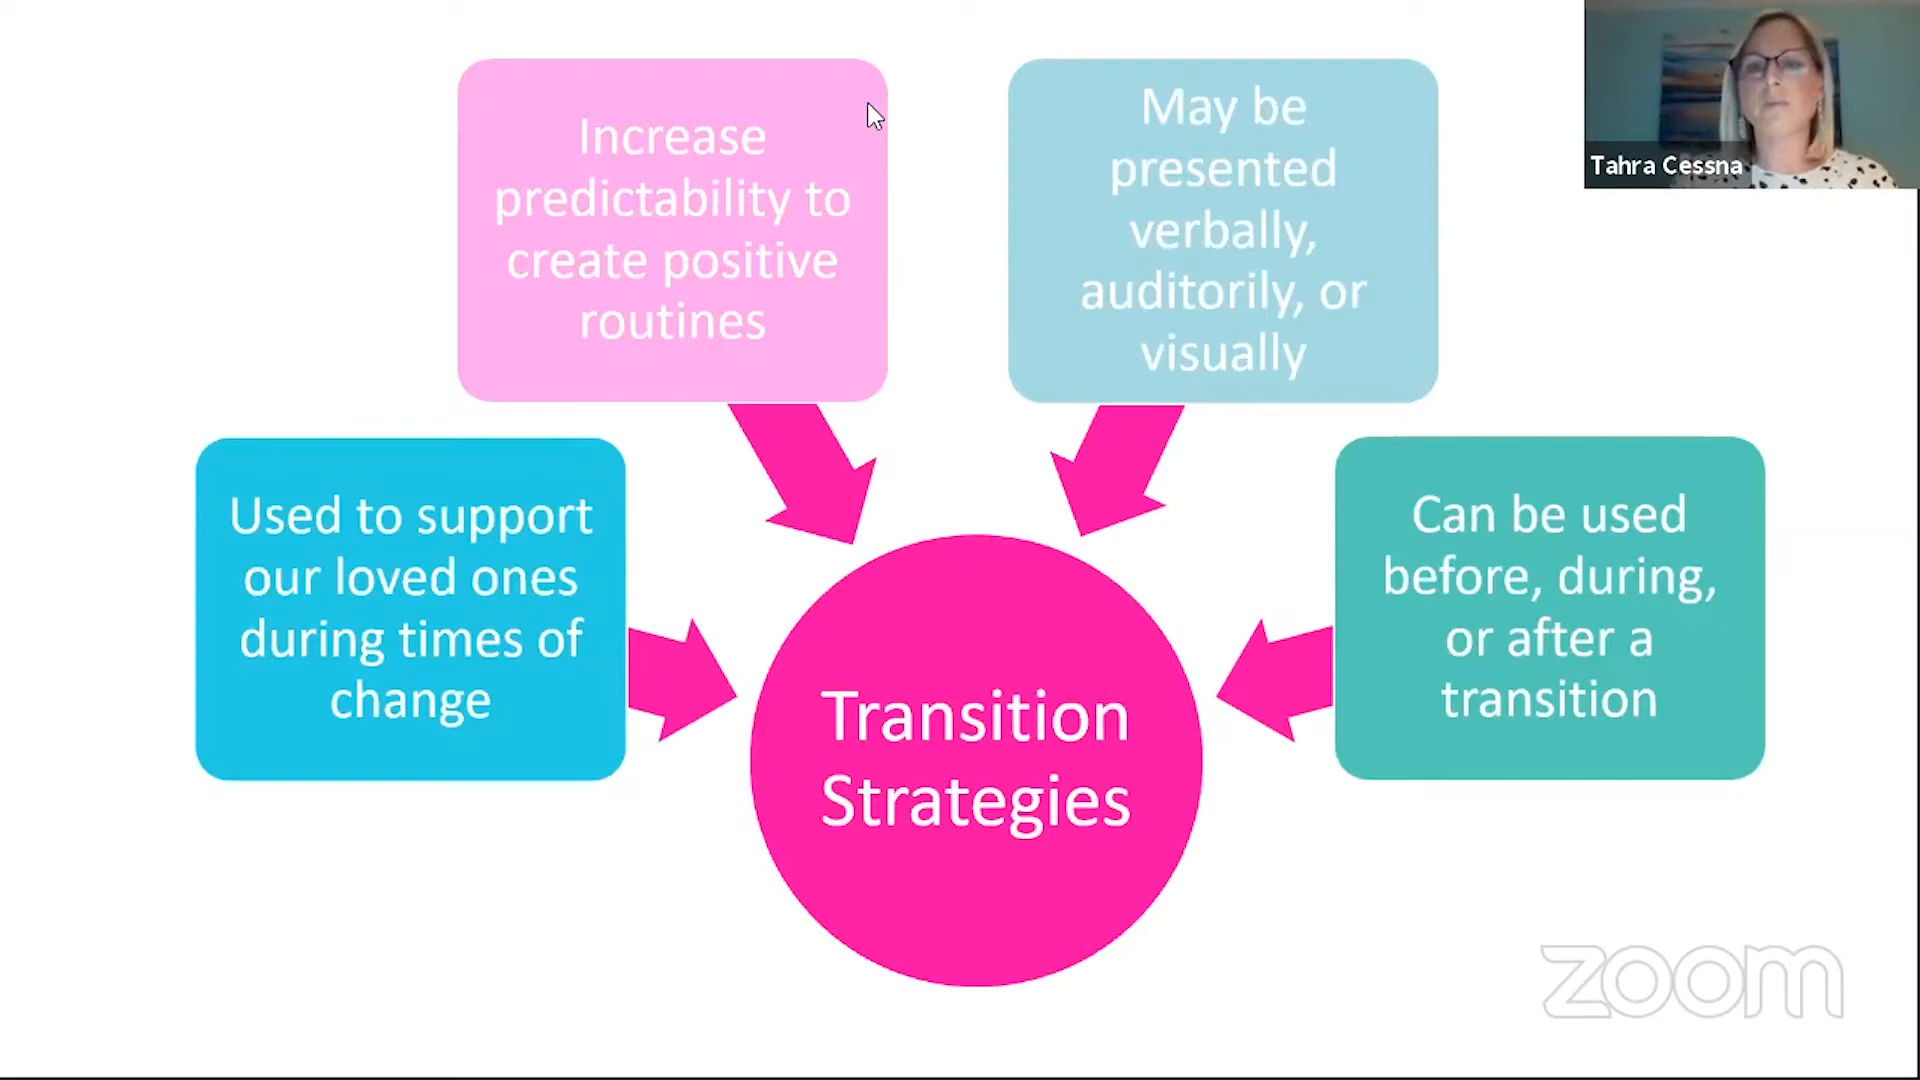 Increase
predictability to
create positive
routines
May be
presented
verbally,
auditorily, or
visually
Tahra Cessna
Used to support
our loved ones
during times of
change
Can be used
before, during,
or after a
transition
Transition
Strategies
zoom